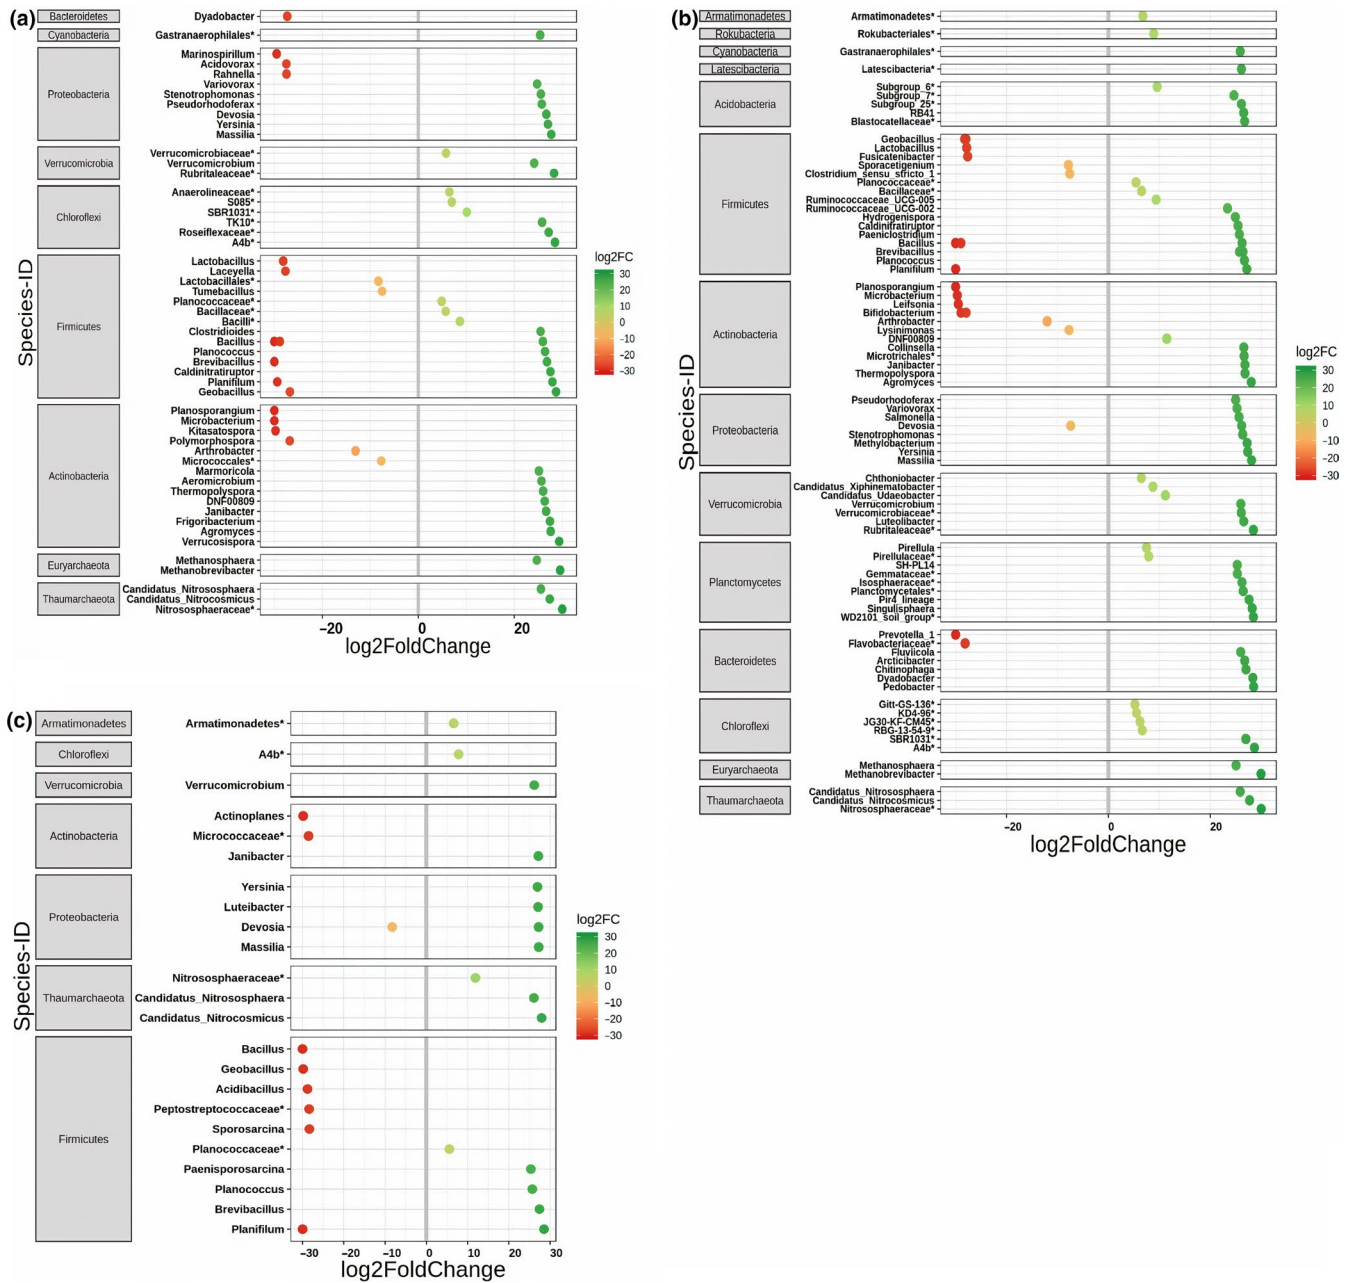 (a)
Bacteroidetes
Dyadobacter
Cyanobacteria
Gastranaerophilales*
Proteobacteria
Marinospirillum
Acidovorax
Rahnella
Variovorax
Stenotrophomonas
Pseudorhodoferax
Devosia
Yersinia
Massilia
Verrucomicrobia
Verrucomicrobiaceae*
Verrucomicrobium
Rubritaleaceae*
Chloroflexi
Anaerolineaceae*
S085*
SBR1031*
TK10*
Roseiflexaceae*
A4b*
Firmicutes
Lactobacillus
Laceyella
Lactobacillales*
Tumebacillus
Planococcaceae*
Bacillaceae*
Bacilli*
Clostridioides
Bacillus
Planococcus
Brevibacillus
Caldinitratiruptor
Planifilum
Geobacillus
Actinobacteria
Planosporangium
Microbacterium
Kitasatospora
Polymorphospora
Arthrobacter
Micrococcales*
Marmoricola
Aeromicrobium
Thermopolyspora
DNF00809
Janibacter
Frigoribacterium
Agromyces
Verrucosispora
Euryarchaeota
Methanosphaera
Methanobrevibacter
Thaumarchaeota
Candidatus_Nitrososphaera
Candidatus_Nitrocosmicus
Nitrososphaeraceae*
Species-ID
−20 0 20
log2FoldChange
log2FC
30
20
10
0
−10
−20
−30
(b)
Armatimonadetes
Armatimonadetes*
Rokubacteria
Rokubacteriales*
Cyanobacteria
Gastranaerophilales*
Latescibacteria
Latescibacteria*
Acidobacteria
Subgroup_6*
Subgroup_7*
Subgroup_25*
RB41
Blastocatellaceae*
Firmicutes
Geobacillus
Lactobacillus
Fusicatenibacter
Sporacetigenium
Clostridium_sensu_stricto_1
Planococcaceae*
Bacillaceae*
Ruminococcaceae_UCG-005
Ruminococcaceae_UCG-002
Hydrogenispora
Caldinitratiruptor
Paeniclostridium
Bacillus
Brevibacillus
Planococcus
Planifilum
Actinobacteria
Planosporangium
Microbacterium
Leifsonia
Bifidobacterium
Arthrobacter
Lysinimonas
DNF00809
Collinsella
Microtrichales*
Janibacter
Thermopolyspora
Agromyces
Proteobacteria
Pseudorhodoferax
Variovorax
Salmonella
Devosia
Stenotrophomonas
Methylobacterium
Yersinia
Massilia
Verrucomicrobia
Chthoniobacter
Candidatus_Xiphinematobacter
Candidatus_Udaeobacter
Verrucomicrobium
Verrucomicrobiaceae*
Luteolibacter
Rubritaleaceae*
Planctomycetes
Pirellula
Pirellulaceae*
SH-PL14
Gemmataceae*
Isosphaeraceae*
Planctomycetales*
Pir4_lineage
Singulisphaera
WD2101_soil_group*
Bacteroidetes
Prevotella_1
Flavobacteriaceae*
Fluviicola
Arcticibacter
Chitinophaga
Dyadobacter
Pedobacter
Chloroflexi
Gitt-GS-136*
KD4-96*
JG30-KF-CM45*
RBG-13-54-9*
SBR1031*
A4b*
Euryarchaeota
Methanosphaera
Methanobrevibacter
Thaumarchaeota
Candidatus_Nitrososphaera
Candidatus_Nitrocosmicus
Nitrososphaeraceae*
Species-ID
−20 0 20
log2FoldChange
log2FC
30
20
10
0
−10
−20
−30
(c)
Armatimonadetes
Armatimonadetes*
Chloroflexi
A4b*
Verrucomicrobia
Verrucomicrobium
Actinobacteria
Actinoplanes
Micrococcaceae*
Janibacter
Proteobacteria
Yersinia
Luteibacter
Devosia
Massilia
Thaumarchaeota
Nitrososphaeraceae*
Candidatus_Nitrososphaera
Candidatus_Nitrocosmicus
Firmicutes
Bacillus
Geobacillus
Acidibacillus
Peptostreptococcaceae*
Sporosarcina
Planococcaceae*
Paenisporosarcina
Planococcus
Brevibacillus
Planifilum
Species-ID
−30 −20 −10 0 10 20 30
log2FoldChange
log2FC
30
20
10
0
−10
−20
−30